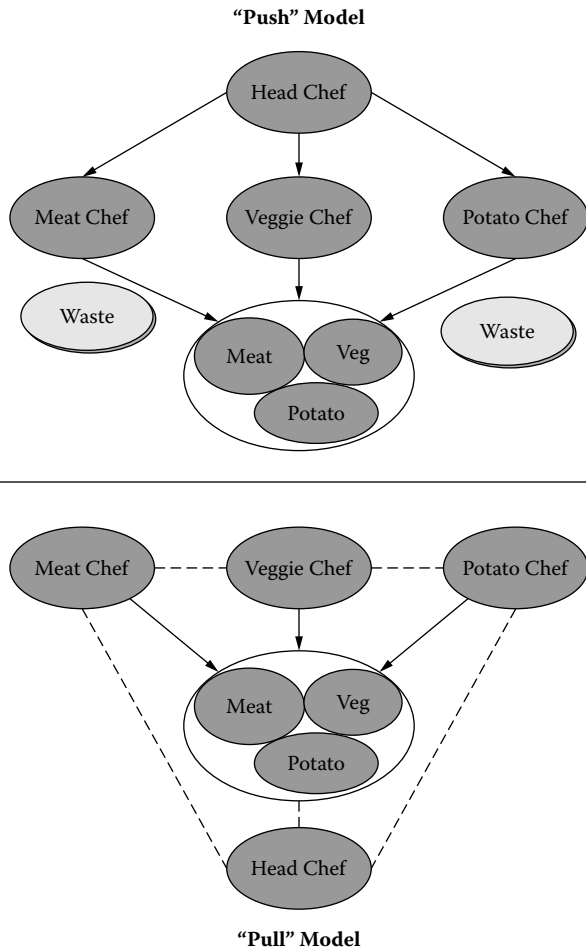 “Push” Model
Head Chef
Meat Chef
Veggie Chef
Potato Chef
Waste
Waste
Meat
Veg
Potato
Meat Chef
Veggie Chef
Potato Chef
Meat
Veg
Potato
Head Chef
“Pull” Model